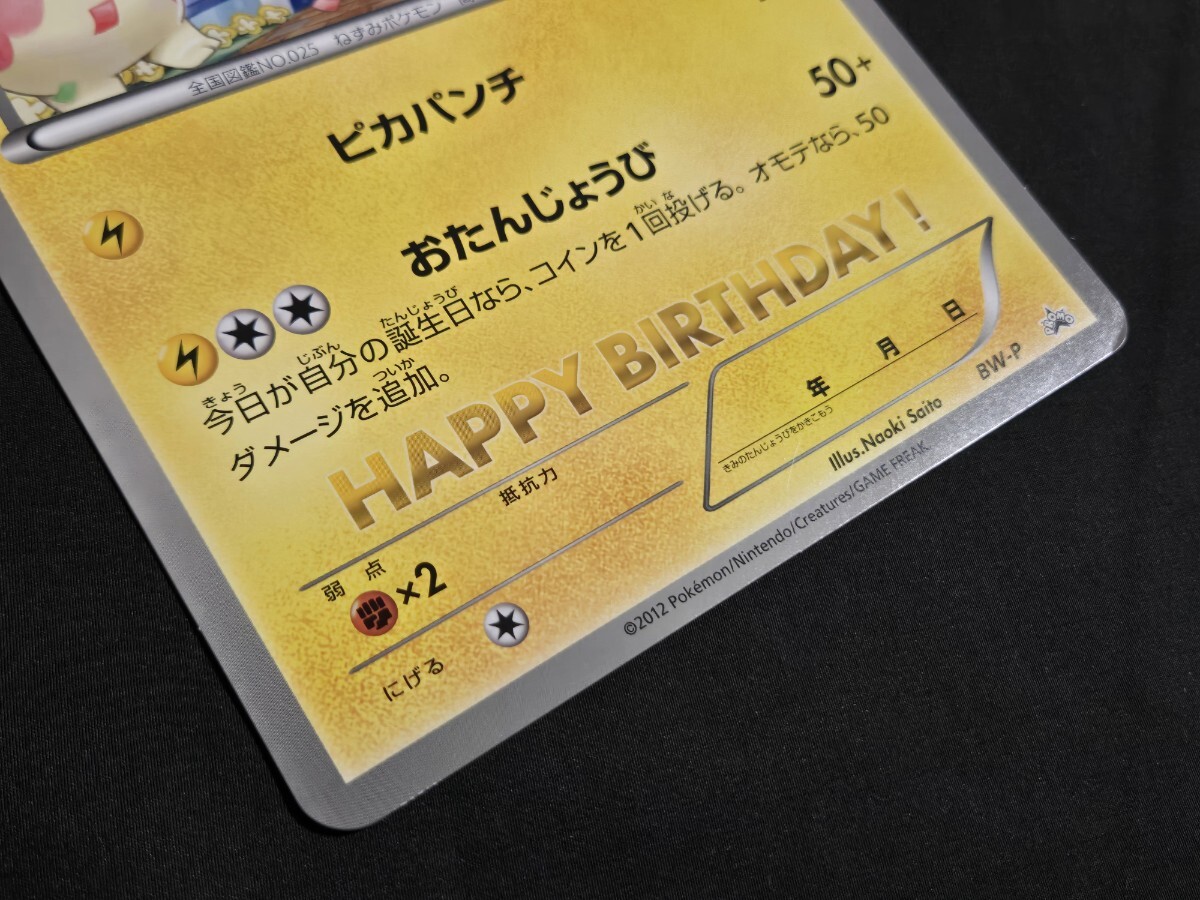 全国図鑑NO.025 ねずみポケモン
ピカパンチ
おたんじょうび 50+
今日が自分の誕生日なら、コインを1回投げる。オモテなら、50
ダメージを追加。
HAPPY BIRTHDAY!
年 月 日
きみのたんじょうびをかきこもう
弱点 抵抗力
×2
にげる
Illus.Naoki Saito
BW-P
PROMO
©2012 Pokémon/Nintendo/Creatures/GAME FREAK.